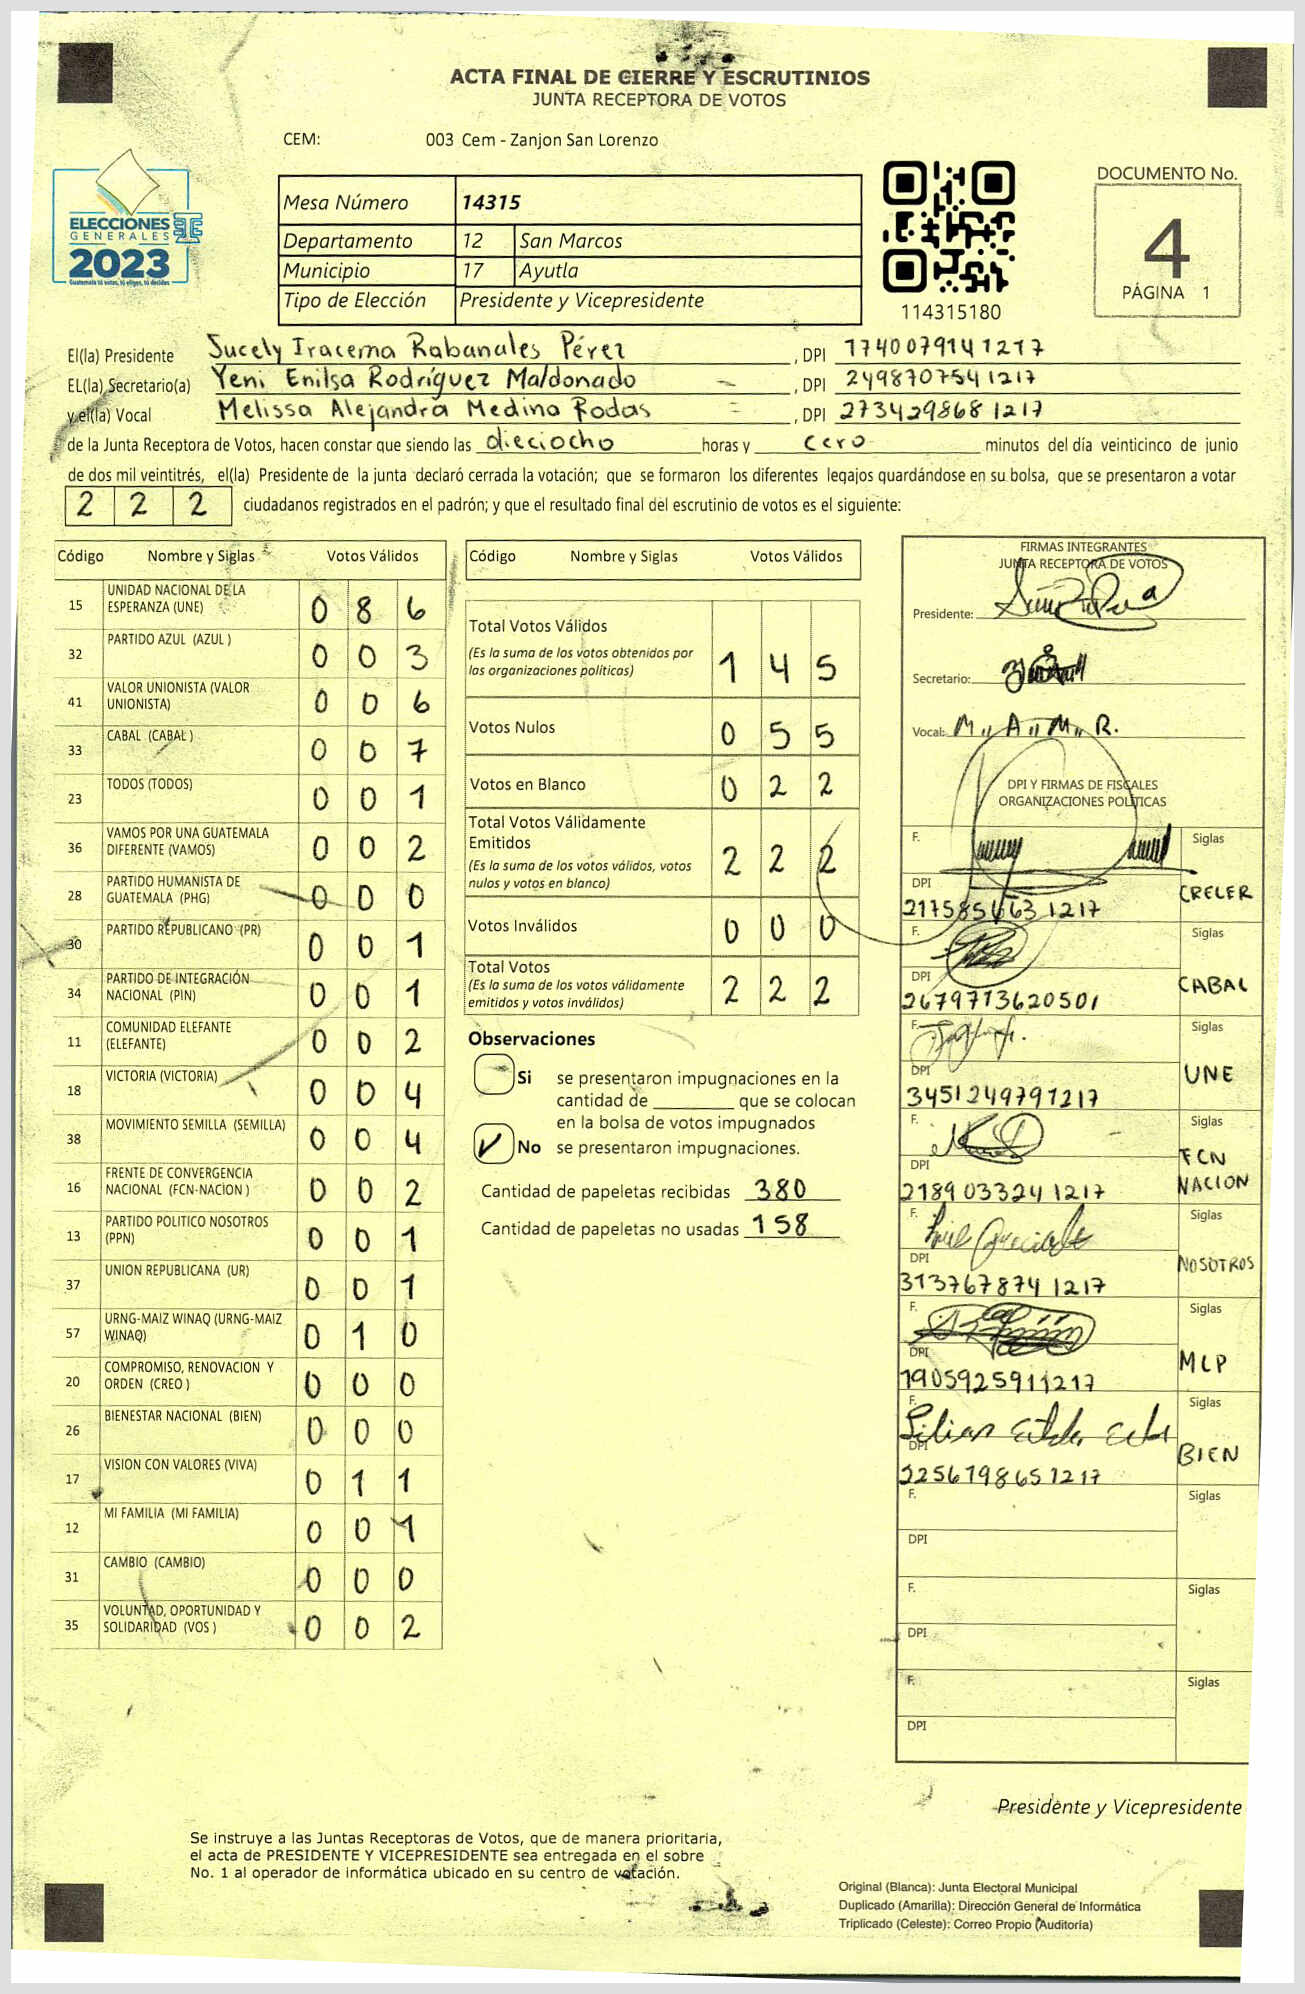 ACTA FINAL DE CIERRE Y ESCRUTINIOS
JUNTA RECEPTORA DE VOTOS
CEM: 003 Cem - Zanjon San Lorenzo
ELECCIONES
GENERALES
2023
Guatemala tú votas, tú eliges, tú decides
Mesa Número 14315
Departamento 12 San Marcos
Municipio 17 Ayutla
Tipo de Elección Presidente y Vicepresidente
114315180
DOCUMENTO No.
4
PÁGINA 1
El(la) Presidente Sucely Iracema Rabanales Pérez , DPI 1740079141217
EL(la) Secretario(a) Yeni Enilsa Rodríguez Maldonado , DPI 2498707541217
y el(la) Vocal Melissa Alejandra Medina Rodas , DPI 2734298681217
de la Junta Receptora de Votos, hacen constar que siendo las dieciocho horas y cero minutos del día veinticinco de junio
de dos mil veintitrés, el(la) Presidente de la junta declaró cerrada la votación; que se formaron los diferentes legajos guardándose en su bolsa, que se presentaron a votar
2 2 2 ciudadanos registrados en el padrón; y que el resultado final del escrutinio de votos es el siguiente:
Código Nombre y Siglas Votos Válidos
15 UNIDAD NACIONAL DE LA ESPERANZA (UNE) 0 8 6
32 PARTIDO AZUL (AZUL ) 0 0 3
41 VALOR UNIONISTA (VALOR UNIONISTA) 0 0 6
33 CABAL (CABAL ) 0 0 7
23 TODOS (TODOS) 0 0 1
36 VAMOS POR UNA GUATEMALA DIFERENTE (VAMOS) 0 0 2
28 PARTIDO HUMANISTA DE GUATEMALA (PHG) 0 0 0
30 PARTIDO REPUBLICANO (PR) 0 0 1
34 PARTIDO DE INTEGRACIÓN NACIONAL (PIN) 0 0 1
11 COMUNIDAD ELEFANTE (ELEFANTE) 0 0 2
18 VICTORIA (VICTORIA) 0 0 4
38 MOVIMIENTO SEMILLA (SEMILLA) 0 0 4
16 FRENTE DE CONVERGENCIA NACIONAL (FCN-NACION ) 0 0 2
13 PARTIDO POLITICO NOSOTROS (PPN) 0 0 1
37 UNION REPUBLICANA (UR) 0 0 1
57 URNG-MAIZ WINAQ (URNG-MAIZ WINAQ) 0 1 0
20 COMPROMISO, RENOVACION Y ORDEN (CREO ) 0 0 0
26 BIENESTAR NACIONAL (BIEN) 0 0 0
17 VISION CON VALORES (VIVA) 0 1 1
12 MI FAMILIA (MI FAMILIA) 0 0 1
31 CAMBIO (CAMBIO) 0 0 0
35 VOLUNTAD, OPORTUNIDAD Y SOLIDARIDAD (VOS ) 0 0 2
Código Nombre y Siglas Votos Válidos
Total Votos Válidos
(Es la suma de los votos obtenidos por
las organizaciones políticas) 1 4 5
Votos Nulos 0 5 5
Votos en Blanco 0 2 2
Total Votos Válidamente
Emitidos
(Es la suma de los votos válidos, votos
nulos y votos en blanco) 2 2 2
Votos Inválidos 0 0 0
Total Votos
(Es la suma de los votos válidamente
emitidos y votos inválidos) 2 2 2
Observaciones
Si se presentaron impugnaciones en la
cantidad de ________ que se colocan
en la bolsa de votos impugnados
✓ No se presentaron impugnaciones.
Cantidad de papeletas recibidas 380
Cantidad de papeletas no usadas 158
FIRMAS INTEGRANTES
JUNTA RECEPTORA DE VOTOS
Presidente:
Secretario:
Vocal: M,, A,, M,, R.
DPI Y FIRMAS DE FISCALES
ORGANIZACIONES POLÍTICAS
F. Siglas
DPI CREER
1217
F. Siglas
DPI CABAL
2679713620501
F. Siglas
DPI UNE
3451249791217
F. Siglas
DPI FCN NACION
2189033241217
F. Siglas
DPI NOSOTROS
3137678741217
F. Siglas
DPI MLP
1905925911217
F. Lilian
Siglas
DPI BIEN
2256798651217
F. Siglas
DPI
F. Siglas
DPI
F. Siglas
DPI
Presidente y Vicepresidente
Se instruye a las Juntas Receptoras de Votos, que de manera prioritaria,
el acta de PRESIDENTE Y VICEPRESIDENTE sea entregada en el sobre
No. 1 al operador de informática ubicado en su centro de votación.
Original (Blanca): Junta Electoral Municipal
Duplicado (Amarilla): Dirección General de Informática
Triplicado (Celeste): Correo Propio (Auditoría)